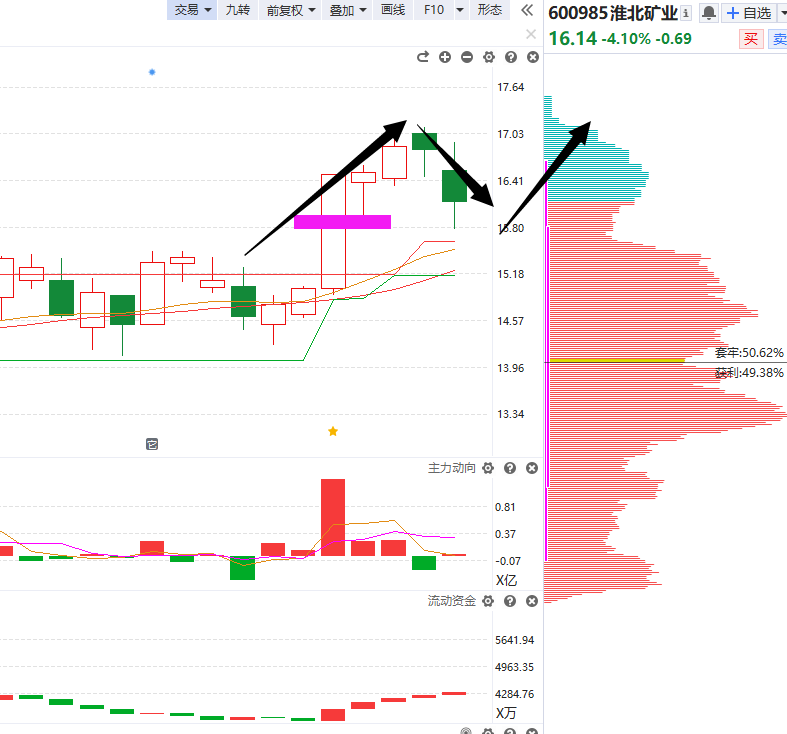 交易 九转 前复权 叠加 画线 F10 形态
600985淮北矿业 自选
16.14 -4.10% -0.69 买 卖
17.64
17.03
16.41
15.80
15.18
14.57
13.96
13.34
套牢:50.62%
获利:49.38%
主力动向
0.81
0.37
-0.07
X亿
流动资金
5641.94
4963.35
4284.76
X万